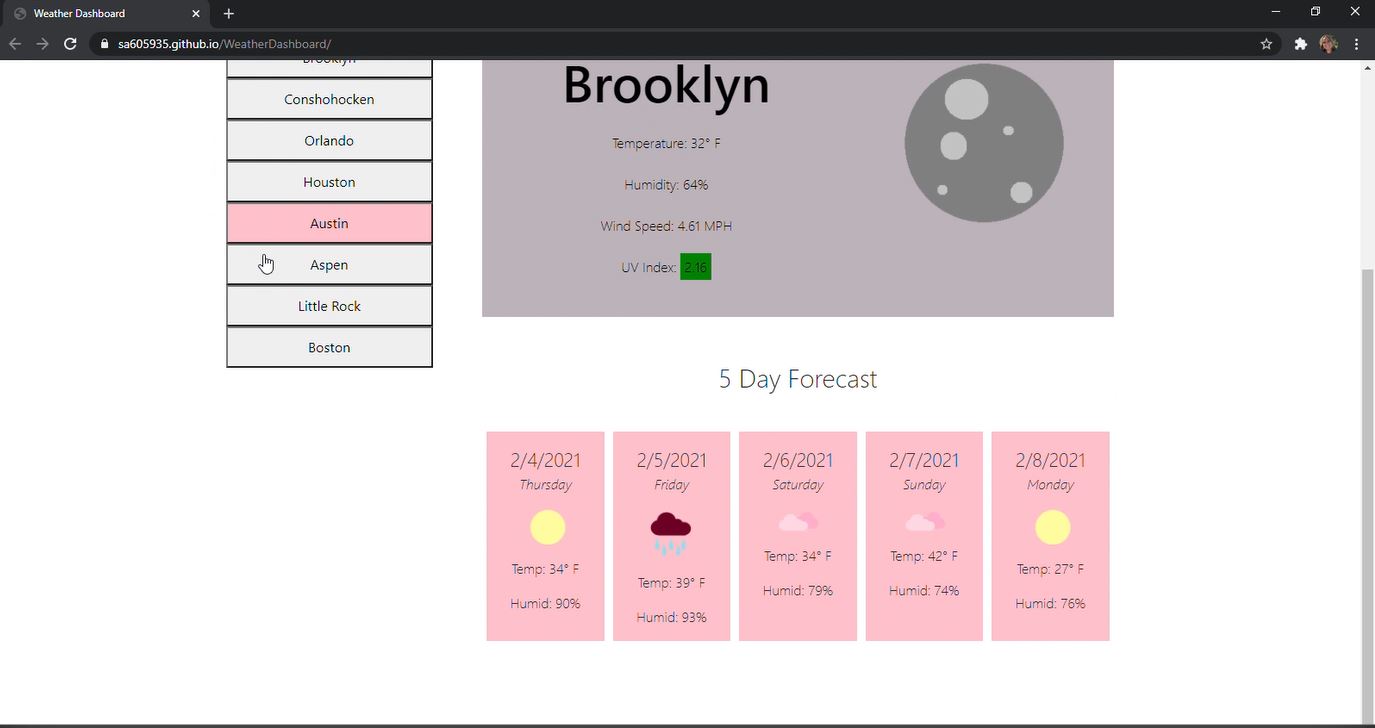 Weather Dashboard
sa605935.github.io/WeatherDashboard/
Brooklyn
Conshohocken
Orlando
Houston
Austin
Aspen
Little Rock
Boston
Brooklyn
Temperature: 32° F
Humidity: 64%
Wind Speed: 4.61 MPH
UV Index: 2.16
5 Day Forecast
2/4/2021
Thursday
Temp: 34° F
Humid: 90%
2/5/2021
Friday
Temp: 39° F
Humid: 93%
2/6/2021
Saturday
Temp: 34° F
Humid: 79%
2/7/2021
Sunday
Temp: 42° F
Humid: 74%
2/8/2021
Monday
Temp: 27° F
Humid: 76%